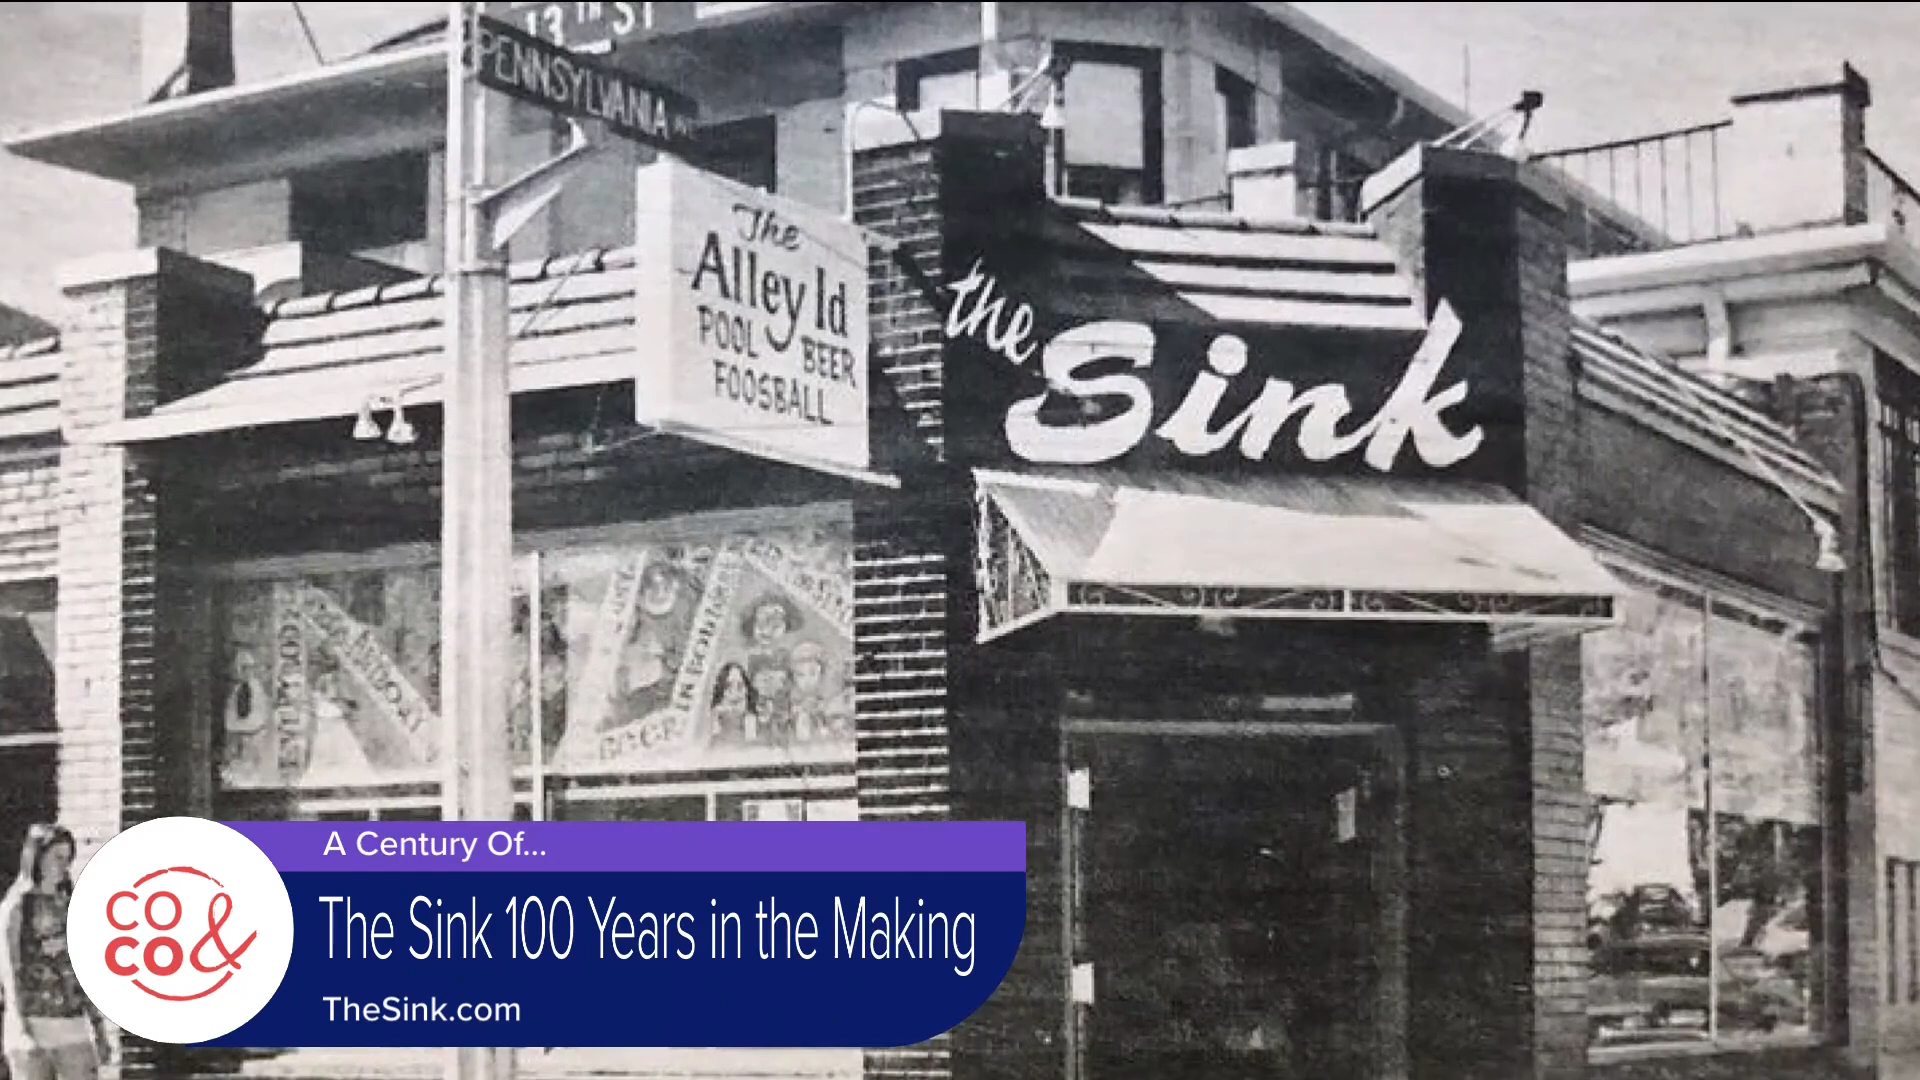 13TH ST
PENNSYLVANIA AVE
The
Alley Id
POOL BEER
FOOSBALL
the
Sink
A Century Of...
CO
CO &
The Sink 100 Years in the Making
TheSink.com